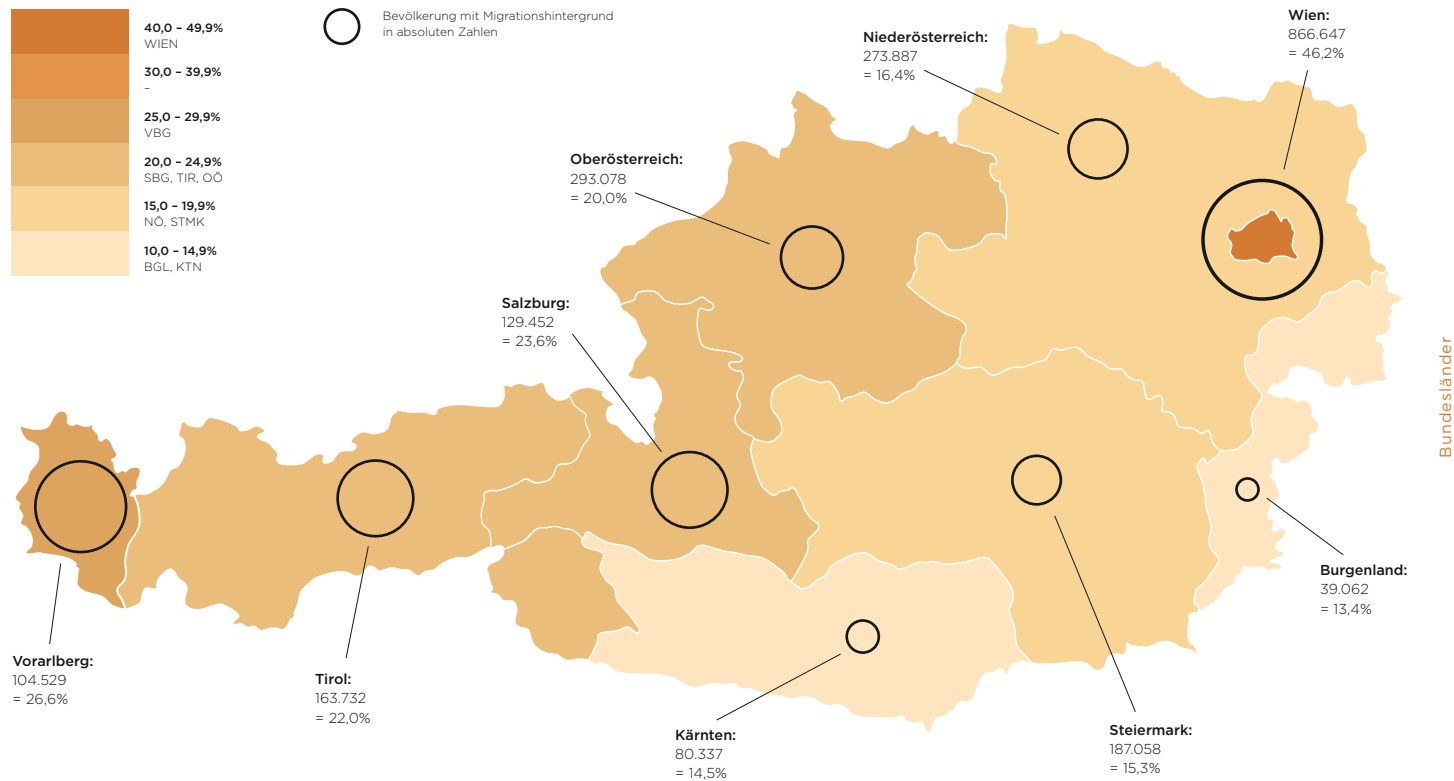 40,0 – 49,9%
WIEN
30,0 – 39,9%
–
25,0 – 29,9%
VBG
20,0 – 24,9%
SBG, TIR, OÖ
15,0 – 19,9%
NÖ, STMK
10,0 – 14,9%
BGL, KTN
Bevölkerung mit Migrationshintergrund
in absoluten Zahlen
Wien:
866.647
= 46,2%
Niederösterreich:
273.887
= 16,4%
Oberösterreich:
293.078
= 20,0%
Salzburg:
129.452
= 23,6%
Bundesländer
Burgenland:
39.062
= 13,4%
Vorarlberg:
104.529
= 26,6%
Tirol:
163.732
= 22,0%
Kärnten:
80.337
= 14,5%
Steiermark:
187.058
= 15,3%